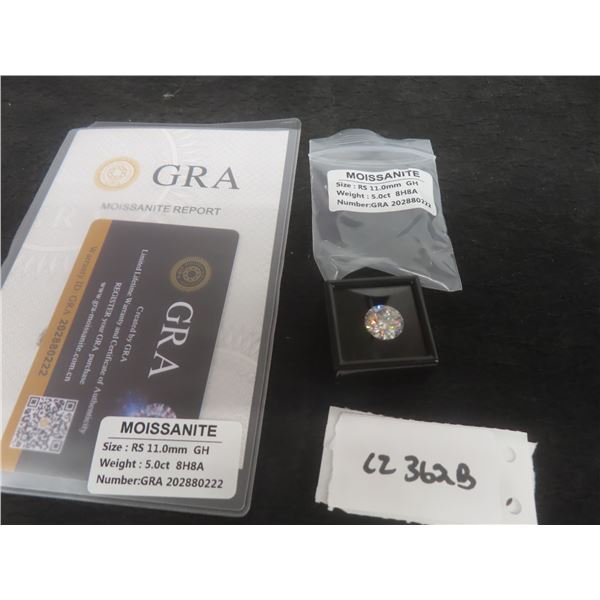 GRA
MOISSANITE REPORT
Warranty ID: GRA 202880222
www.gra-moissanite.com.cn
REGISTER your GRA purchase
Limited Lifetime Warranty and Certificate of Authenticity
Created by GRA
GRA
MOISSANITE
Size : RS 11.0mm GH
Weight : 5.0ct 8H8A
Number:GRA 202880222
MOISSANITE
Size : RS 11.0mm GH
Weight : 5.0ct 8H8A
Number:GRA 202880222
CZ 362B